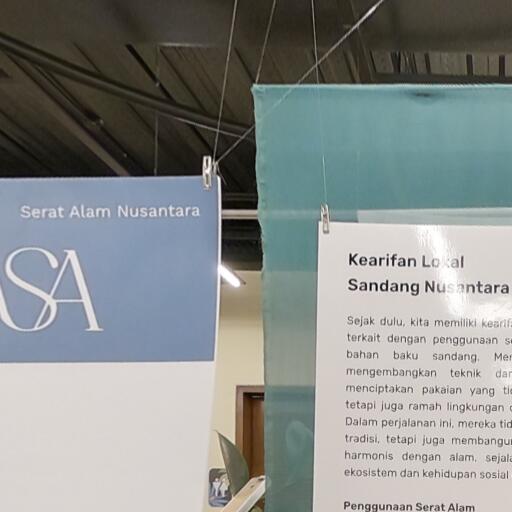 Serat Alam Nusantara
SA
Kearifan Lokal
Sandang Nusantara
Sejak dulu, kita memiliki
terkait dengan penggunaan
bahan baku sandang.
mengembangkan teknik
menciptakan pakaian yang
tetapi juga ramah lingkungan
Dalam perjalanan ini, mereka
tradisi, tetapi juga
harmonis dengan alam,
ekosistem dan kehidupan sosial
Penggunaan Serat Alam